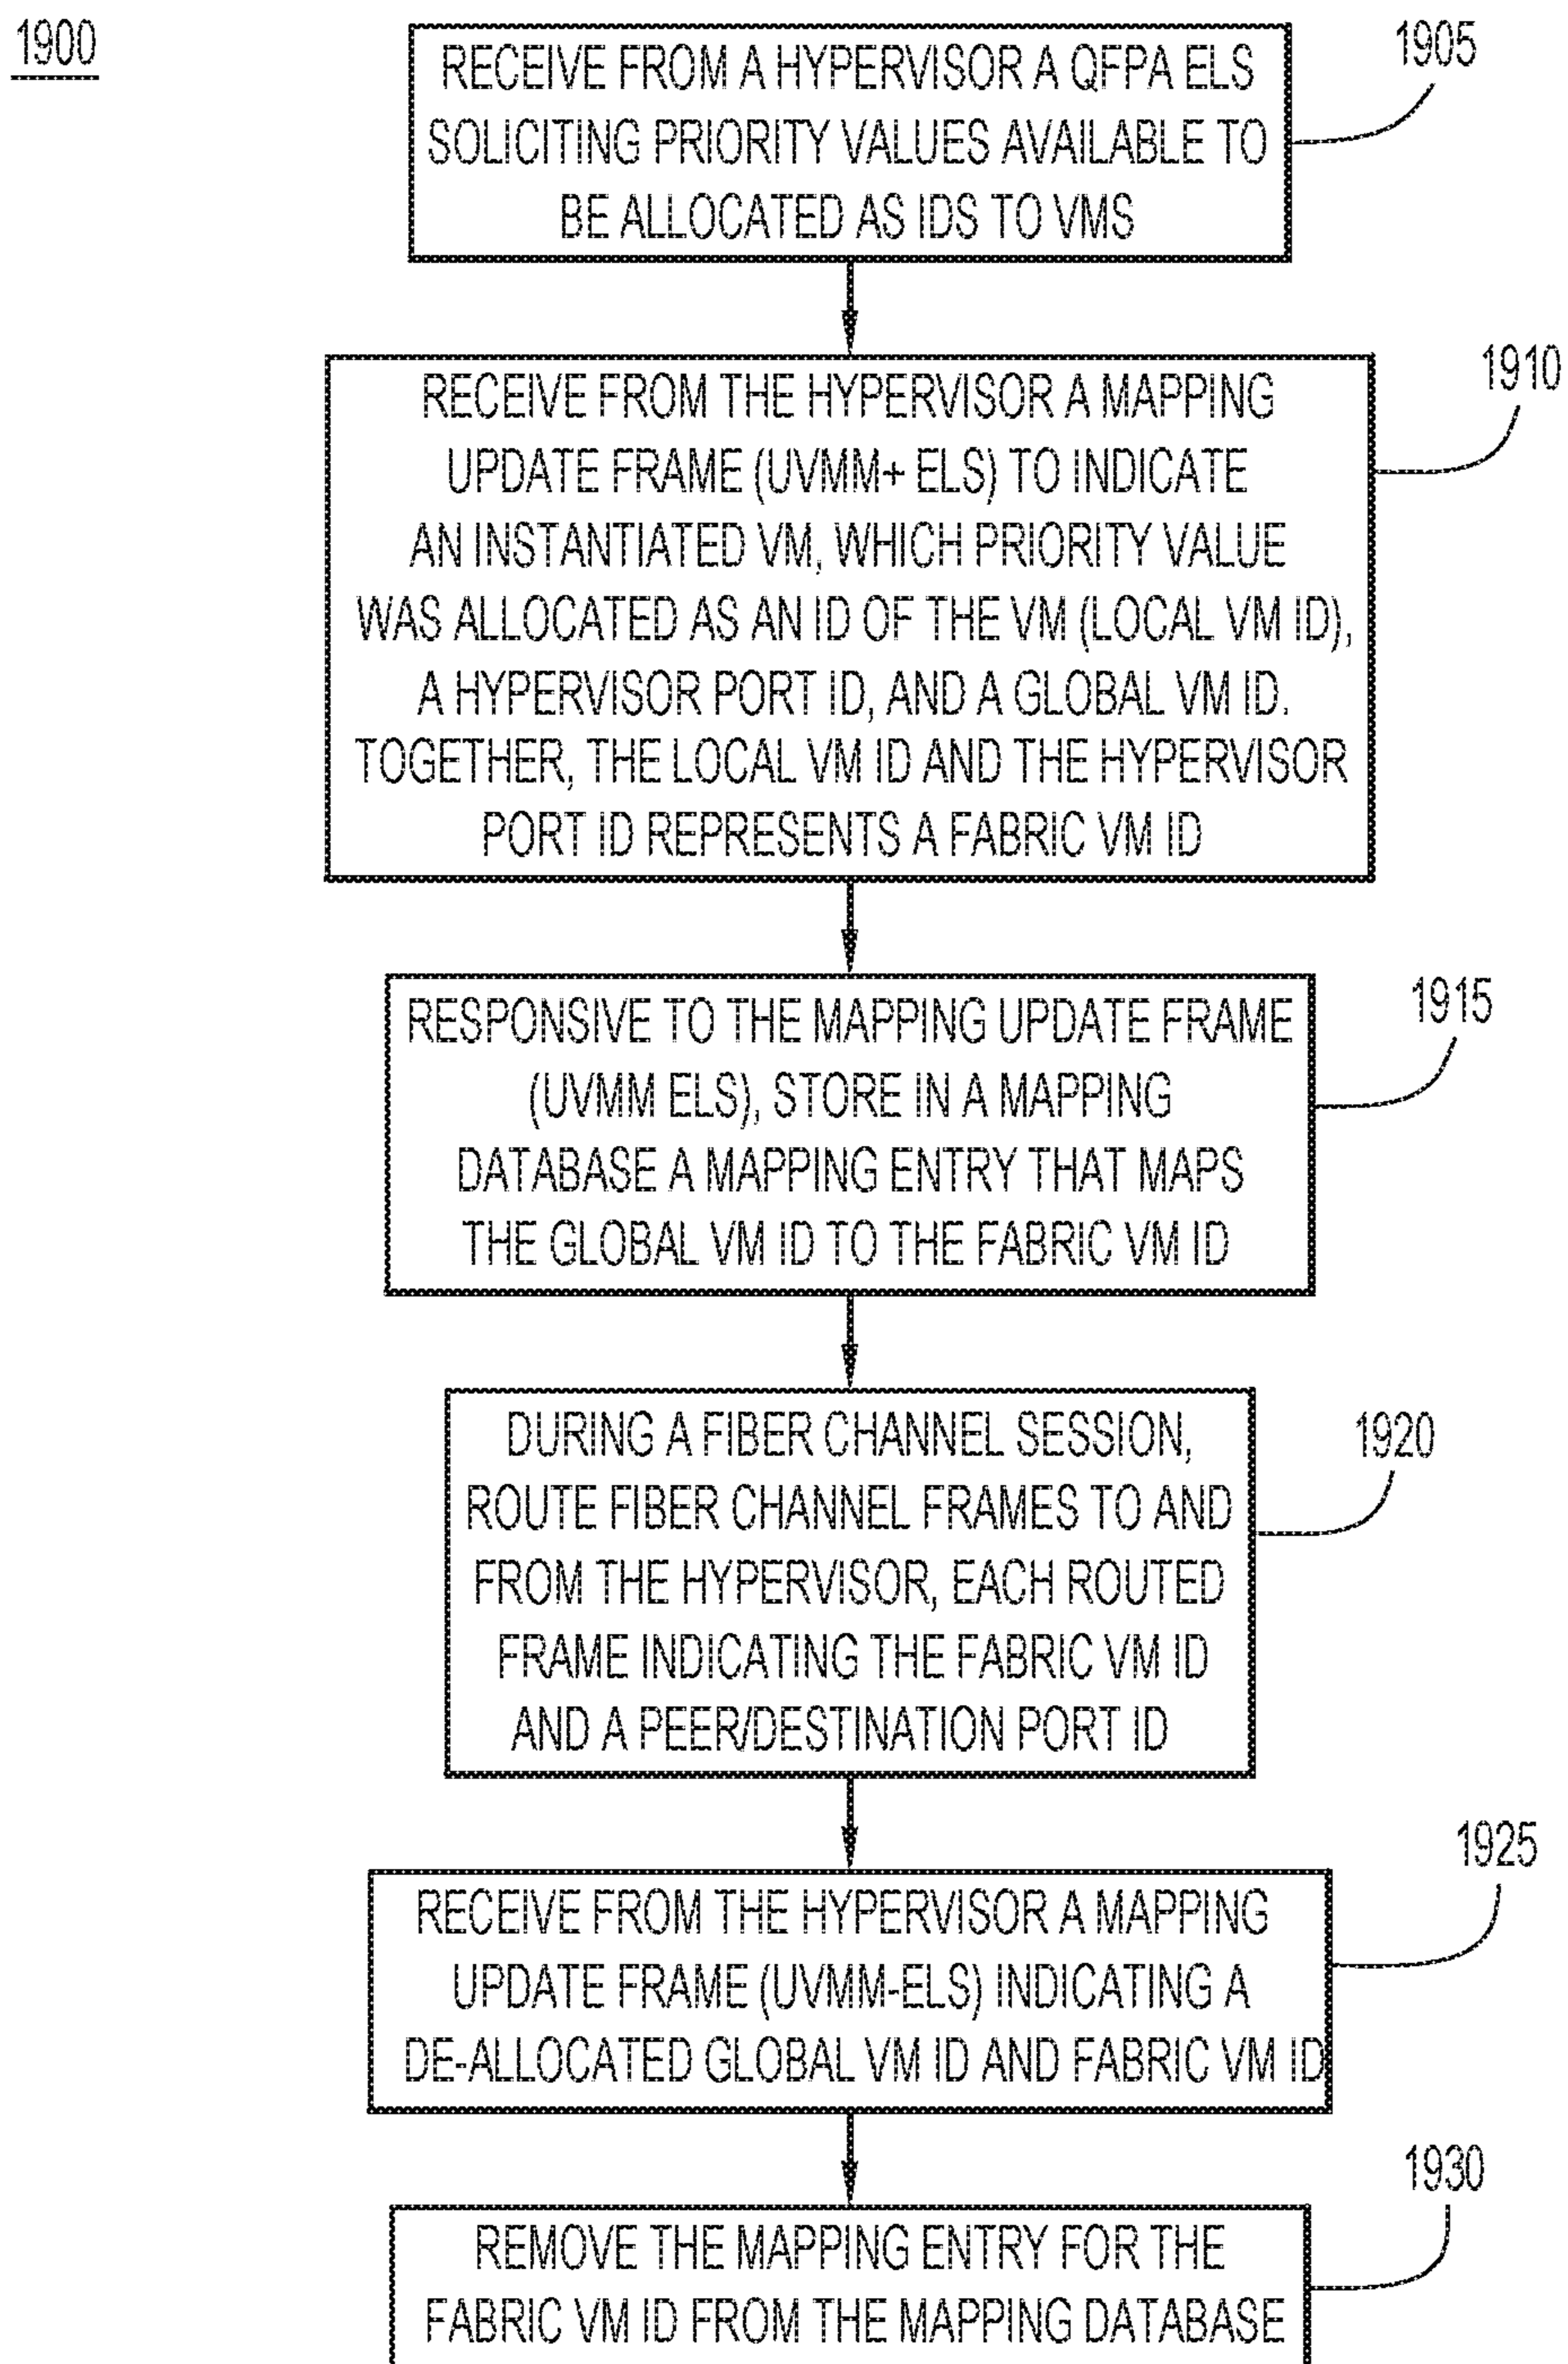 1900
RECEIVE FROM A HYPERVISOR A QFPA ELS
SOLICITING PRIORITY VALUES AVAILABLE TO
BE ALLOCATED AS IDS TO VMS
1905
RECEIVE FROM THE HYPERVISOR A MAPPING
UPDATE FRAME (UVMM+ ELS) TO INDICATE
AN INSTANTIATED VM, WHICH PRIORITY VALUE
WAS ALLOCATED AS AN ID OF THE VM (LOCAL VM ID),
A HYPERVISOR PORT ID, AND A GLOBAL VM ID.
TOGETHER, THE LOCAL VM ID AND THE HYPERVISOR
PORT ID REPRESENTS A FABRIC VM ID
1910
RESPONSIVE TO THE MAPPING UPDATE FRAME
(UVMM ELS), STORE IN A MAPPING
DATABASE A MAPPING ENTRY THAT MAPS
THE GLOBAL VM ID TO THE FABRIC VM ID
1915
DURING A FIBER CHANNEL SESSION,
ROUTE FIBER CHANNEL FRAMES TO AND
FROM THE HYPERVISOR, EACH ROUTED
FRAME INDICATING THE FABRIC VM ID
AND A PEER/DESTINATION PORT ID
1920
RECEIVE FROM THE HYPERVISOR A MAPPING
UPDATE FRAME (UVMM-ELS) INDICATING A
DE-ALLOCATED GLOBAL VM ID AND FABRIC VM ID
1925
REMOVE THE MAPPING ENTRY FOR THE
FABRIC VM ID FROM THE MAPPING DATABASE
1930